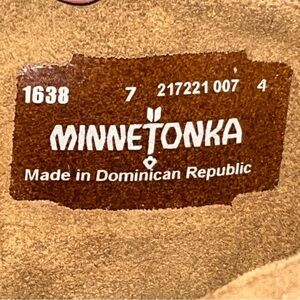 1638 7 217221 007 4
MINNETONKA
Made in Dominican Republic